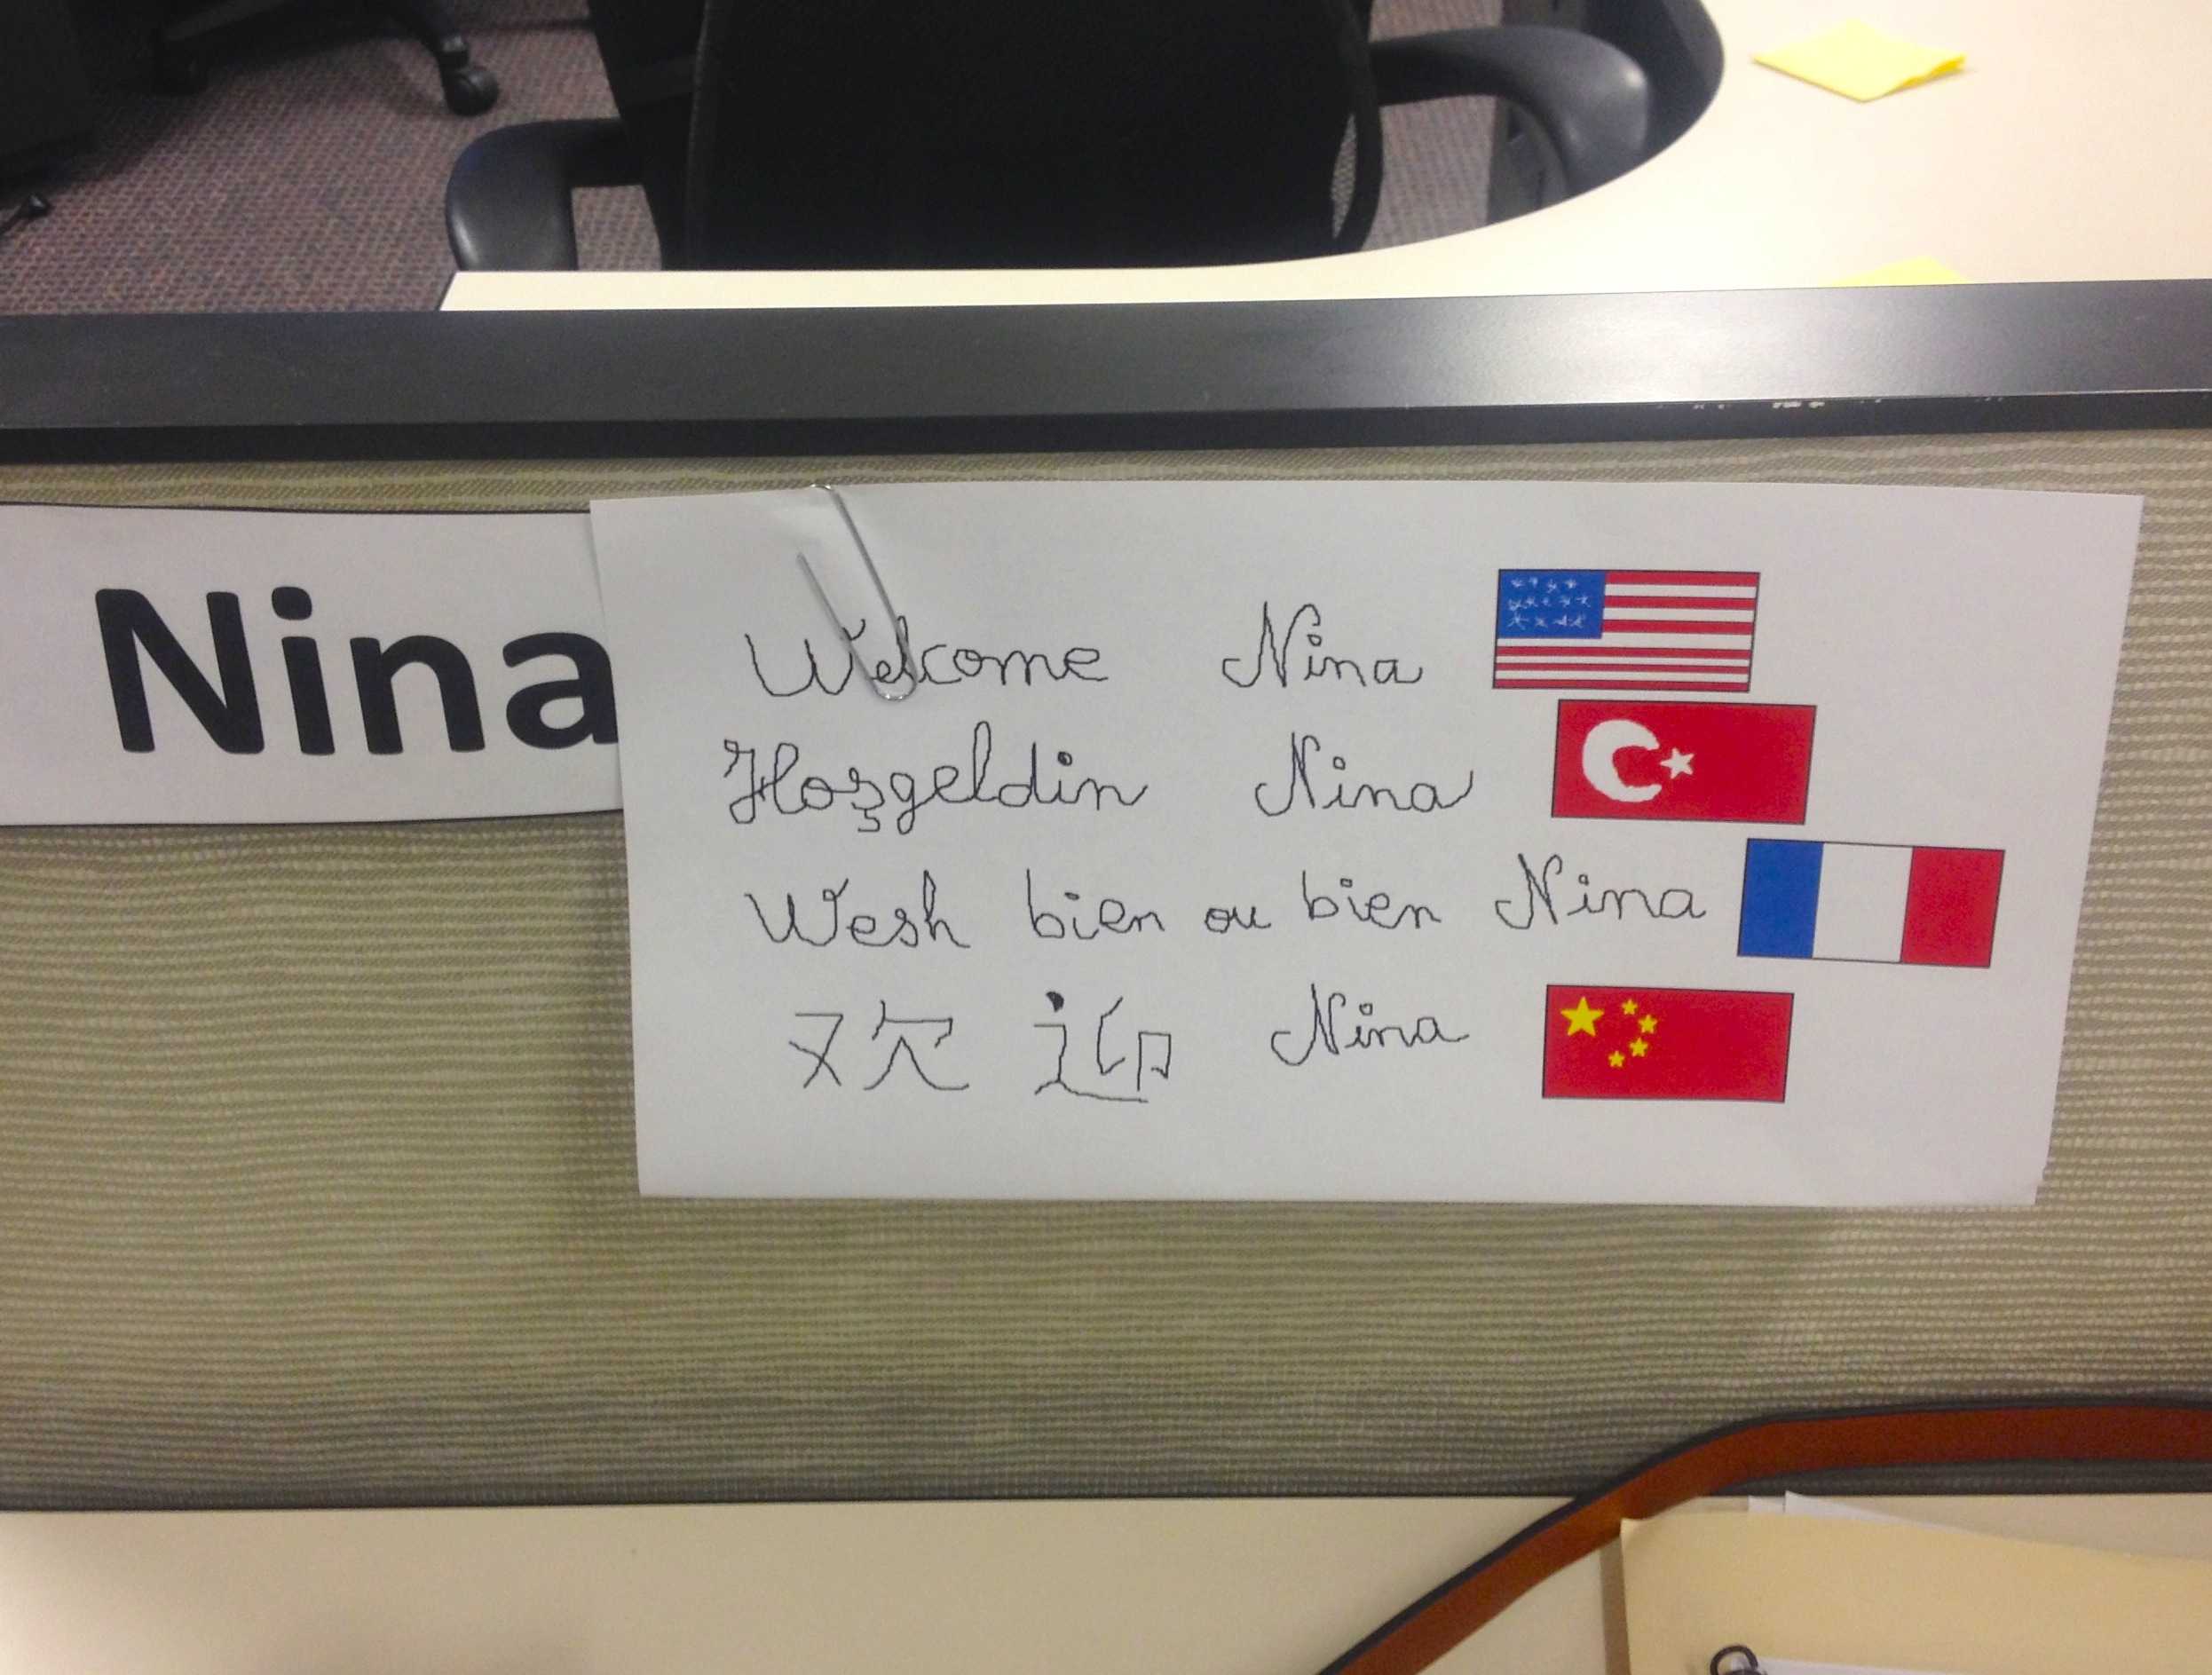 Nina
Welcome Nina
Hoşgeldin Nina
Wesh bien ou bien Nina
欢迎 Nina